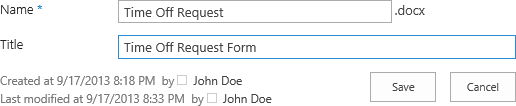 Name * Time Off Request .docx
Title Time Off Request Form
Created at 9/17/2013 8:18 PM by John Doe
Last modified at 9/17/2013 8:33 PM by John Doe
Save Cancel